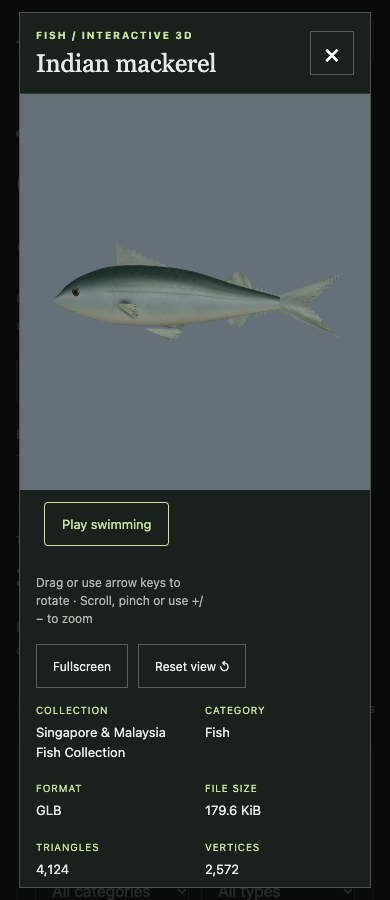 FISH / INTERACTIVE 3D
Indian mackerel
×
Play swimming
Drag or use arrow keys to
rotate · Scroll, pinch or use +/
− to zoom
Fullscreen
Reset view ↺
COLLECTION
CATEGORY
Singapore & Malaysia
Fish Collection
Fish
FORMAT
FILE SIZE
GLB
179.6 KiB
TRIANGLES
VERTICES
4,124
2,572
All categories
All types